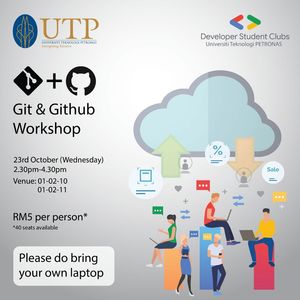 UTP
UNIVERSITI TEKNOLOGI PETRONAS
Developer Student Clubs
Universiti Teknologi PETRONAS
+
Git & Github
Workshop
23rd October (Wednesday)
2.30pm-4.30pm
Venue: 01-02-10
01-02-11
RM5 per person*
*40 seats available
Please do bring
your own laptop
%
Sale